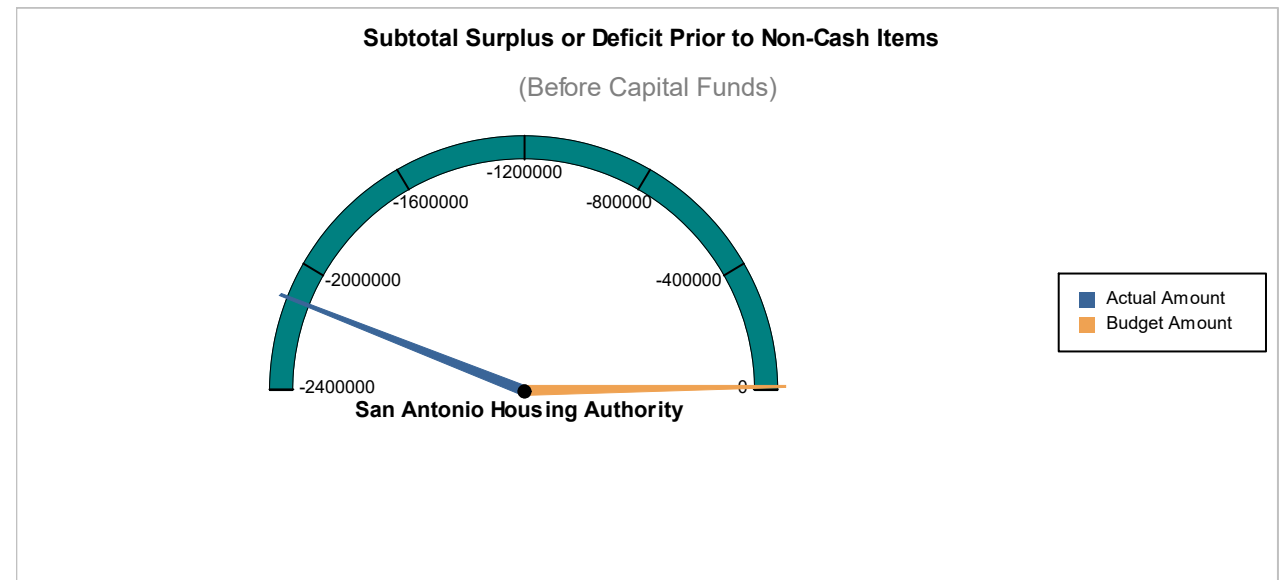 Subtotal Surplus or Deficit Prior to Non-Cash Items
(Before Capital Funds)
-1200000
-1600000
-800000
-2000000
-400000
-2400000
0
San Antonio Housing Authority
Actual Amount
Budget Amount